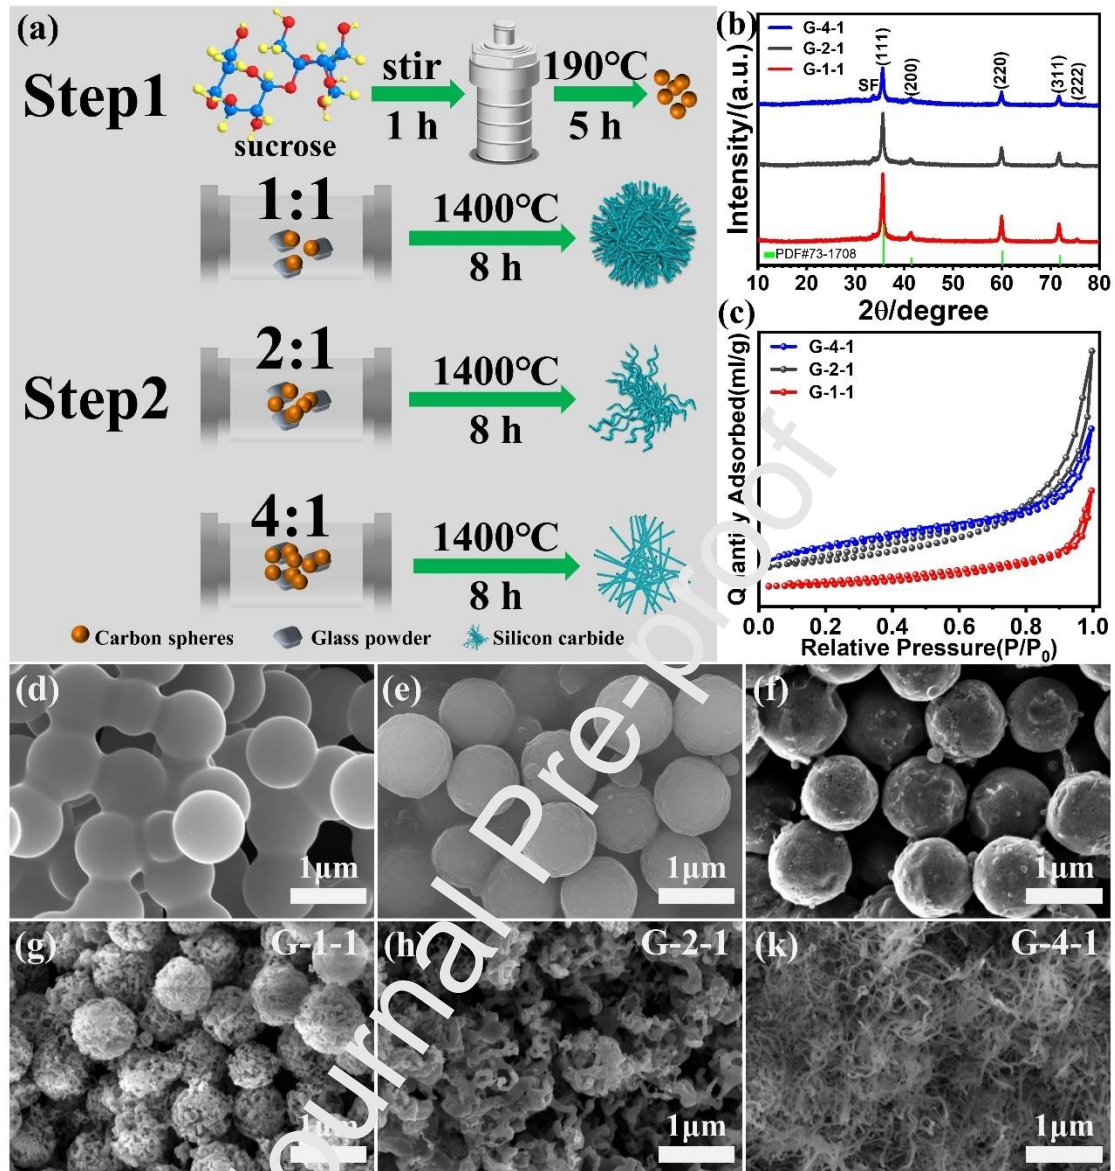 (a)
Step1
sucrose
stir
1 h
190℃
5 h
1:1
1400℃
8 h
Step2
2:1
1400℃
8 h
4:1
1400℃
8 h
Carbon spheres
Glass powder
Silicon carbide
(b)
G-4-1
G-2-1
G-1-1
SF
(111)
(200)
(220)
(311)
(222)
Intensity/(a.u.)
PDF#73-1708
10 20 30 40 50 60 70 80
2θ/degree
(c)
G-4-1
G-2-1
G-1-1
Q antity Adsorbed(ml/g)
0.0 0.2 0.4 0.6 0.8 1.0
Relative Pressure(P/P0)
(d)
1μm
(e)
1μm
(f)
1μm
(g)
G-1-1
1μm
(h)
G-2-1
1μm
(k)
G-4-1
1μm
Journal Pre-proof